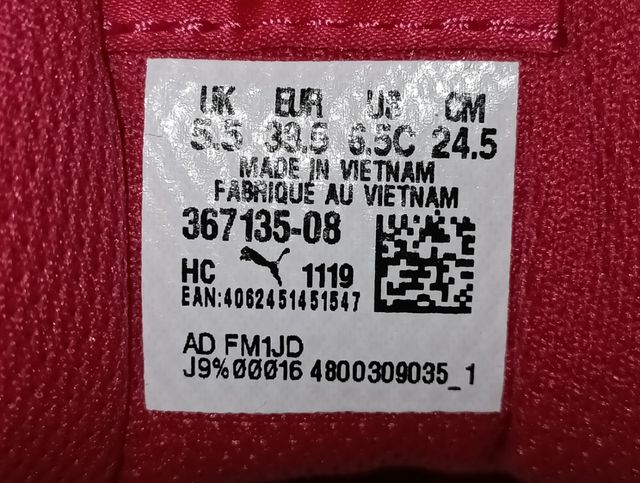 UK EUR US CM
5.5 38.5 6.5C 24.5
MADE IN VIETNAM
FABRIQUE AU VIETNAM
367135-08
HC 1119
EAN:4062451451547
AD FM1JD
J9%00016 4800309035_1